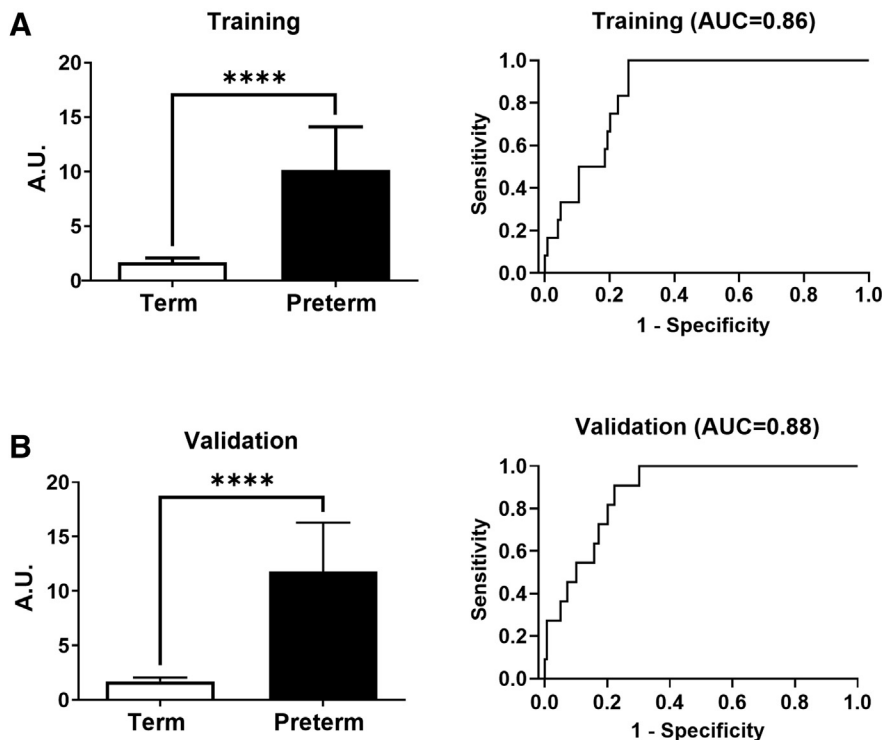 A
Training
20
15
10
5
0
A.U.
****
Term
Preterm
Training (AUC=0.86)
1.0
0.8
0.6
0.4
0.2
0.0
Sensitivity
0.0 0.2 0.4 0.6 0.8 1.0
1 - Specificity
B
Validation
20
15
10
5
0
A.U.
****
Term
Preterm
Validation (AUC=0.88)
1.0
0.8
0.6
0.4
0.2
0.0
Sensitivity
0.0 0.2 0.4 0.6 0.8 1.0
1 - Specificity